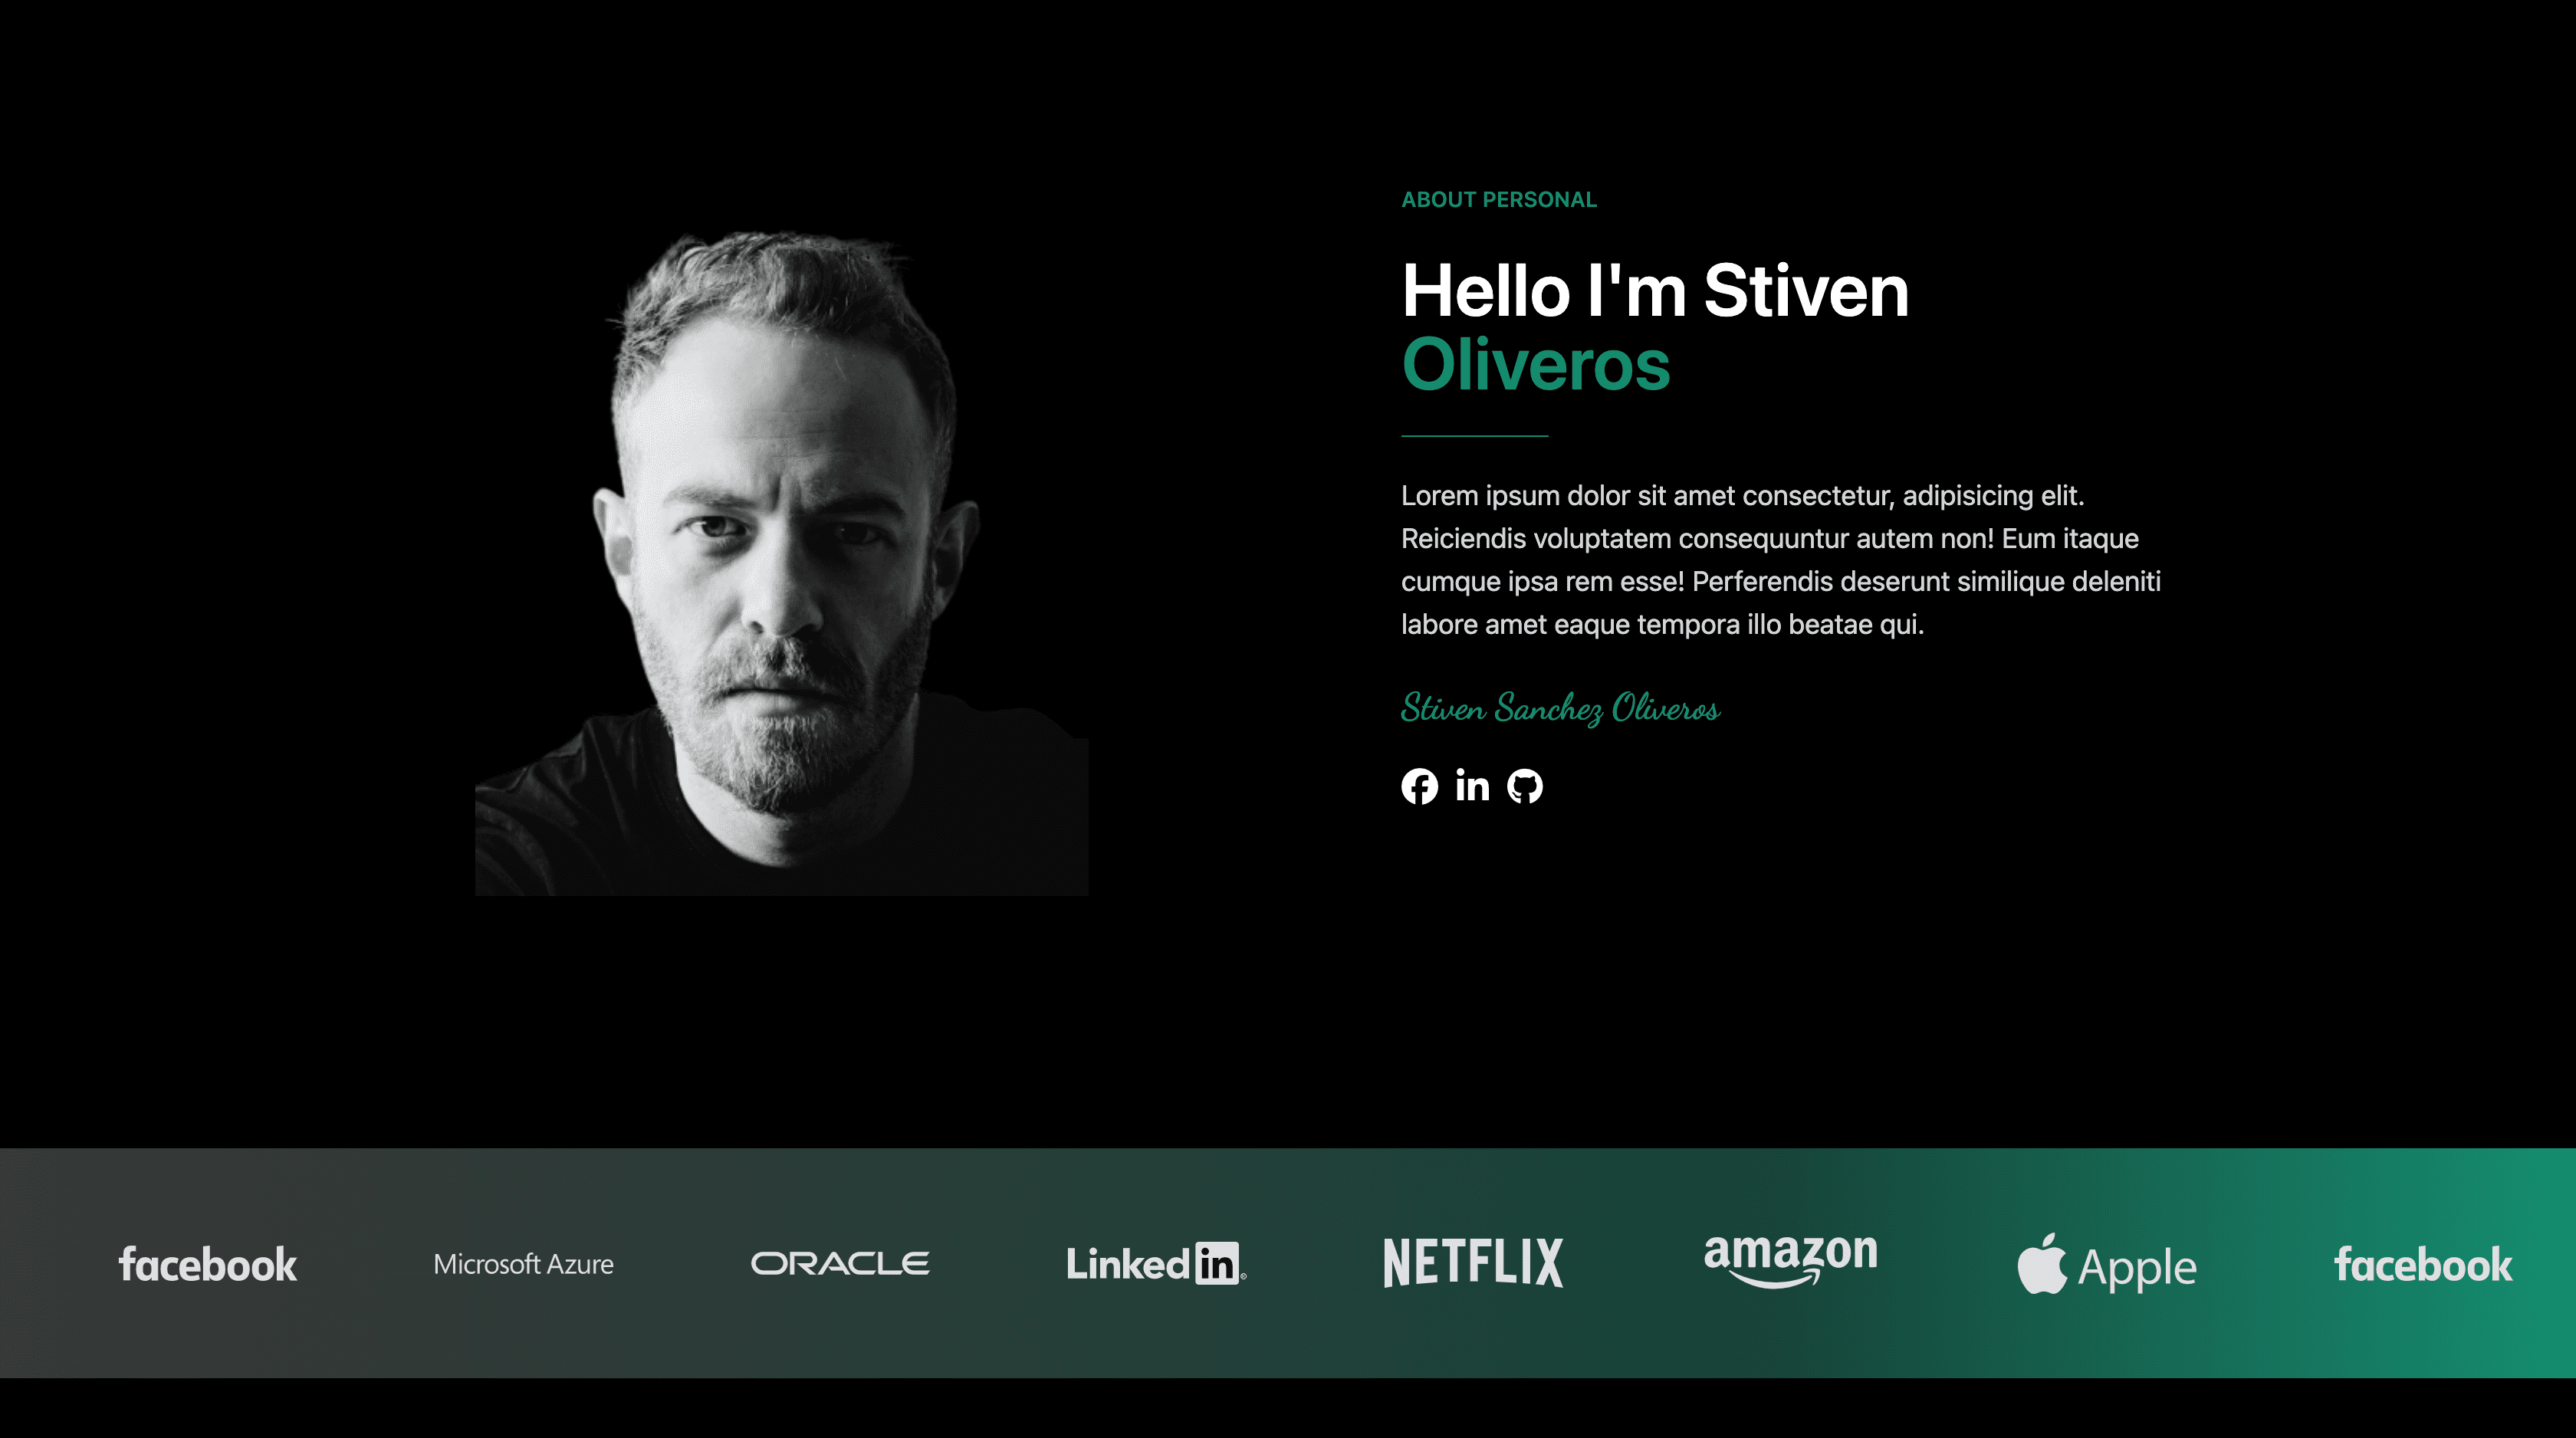 ABOUT PERSONAL
Hello I'm Stiven
Oliveros
Lorem ipsum dolor sit amet consectetur, adipisicing elit.
Reiciendis voluptatem consequuntur autem non! Eum itaque
cumque ipsa rem esse! Perferendis deserunt similique deleniti
labore amet eaque tempora illo beatae qui.
Stiven Sanchez Oliveros
in
facebook Microsoft Azure ORACLE Linked in® NETFLIX amazon Apple facebook